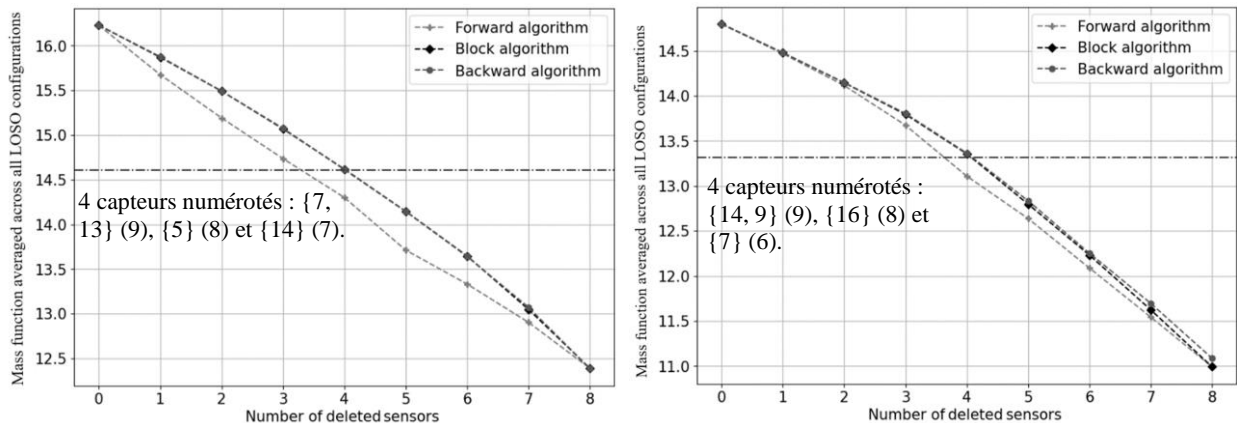 Mass function averaged across all LOSO configurations
16.0
15.5
15.0
14.5
14.0
13.5
13.0
12.5
Forward algorithm
Block algorithm
Backward algorithm
4 capteurs numérotés : {7,
13} (9), {5} (8) et {14} (7).
0 1 2 3 4 5 6 7 8
Number of deleted sensors
Mass function averaged across all LOSO configurations
14.5
14.0
13.5
13.0
12.5
12.0
11.5
11.0
Forward algorithm
Block algorithm
Backward algorithm
4 capteurs numérotés :
{14, 9} (9), {16} (8) et
{7} (6).
0 1 2 3 4 5 6 7 8
Number of deleted sensors